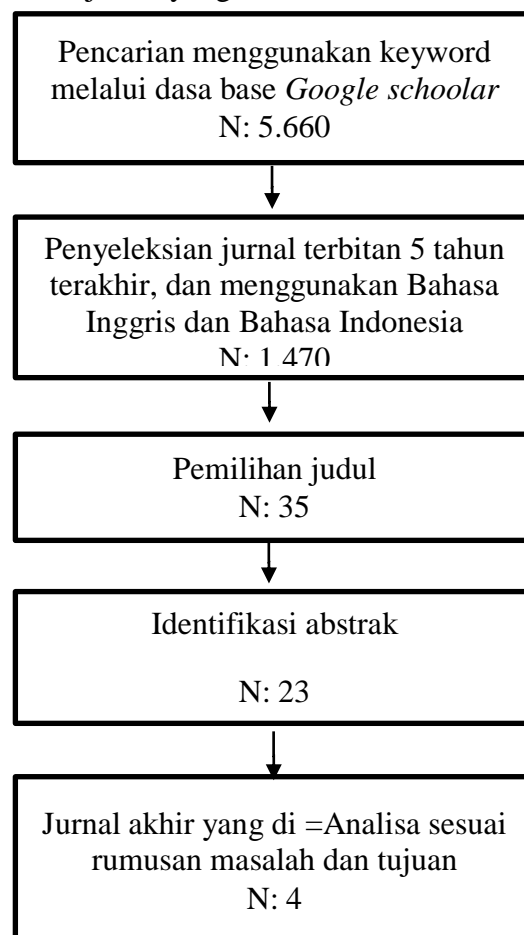 Pencarian menggunakan keyword
melalui dasa base Google schoolar
N: 5.660
Penyeleksian jurnal terbitan 5 tahun
terakhir, dan menggunakan Bahasa
Inggris dan Bahasa Indonesia
N: 1.470
Pemilihan judul
N: 35
Identifikasi abstrak
N: 23
Jurnal akhir yang di =Analisa sesuai
rumusan masalah dan tujuan
N: 4